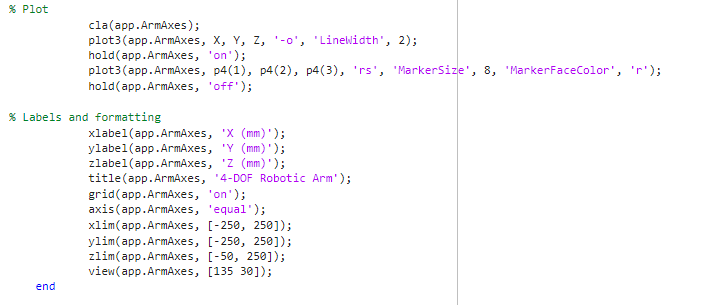 % Plot
cla(app.ArmAxes);
plot3(app.ArmAxes, X, Y, Z, '-o', 'LineWidth', 2);
hold(app.ArmAxes, 'on');
plot3(app.ArmAxes, p4(1), p4(2), p4(3), 'rs', 'MarkerSize', 8, 'MarkerFaceColor', 'r');
hold(app.ArmAxes, 'off');
% Labels and formatting
xlabel(app.ArmAxes, 'X (mm)');
ylabel(app.ArmAxes, 'Y (mm)');
zlabel(app.ArmAxes, 'Z (mm)');
title(app.ArmAxes, '4-DOF Robotic Arm');
grid(app.ArmAxes, 'on');
axis(app.ArmAxes, 'equal');
xlim(app.ArmAxes, [-250, 250]);
ylim(app.ArmAxes, [-250, 250]);
zlim(app.ArmAxes, [-50, 250]);
view(app.ArmAxes, [135 30]);
end